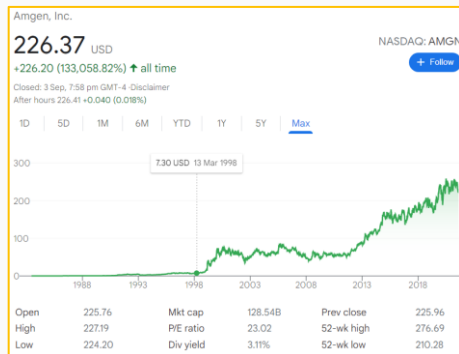 Amgen, Inc.
226.37 USD
NASDAQ: AMGN
+226.20 (133,058.82%) ↑ all time
+ Follow
Closed: 3 Sep, 7:58 pm GMT-4 ·Disclaimer
After hours 226.41 +0.040 (0.018%)
1D 5D 1M 6M YTD 1Y 5Y Max
7.30 USD 13 Mar 1998
300
200
100
0
1988 1993 1998 2003 2008 2013 2018
Open 225.76 Mkt cap 128.54B Prev close 225.96
High 227.19 P/E ratio 23.02 52-wk high 276.69
Low 224.20 Div yield 3.11% 52-wk low 210.28